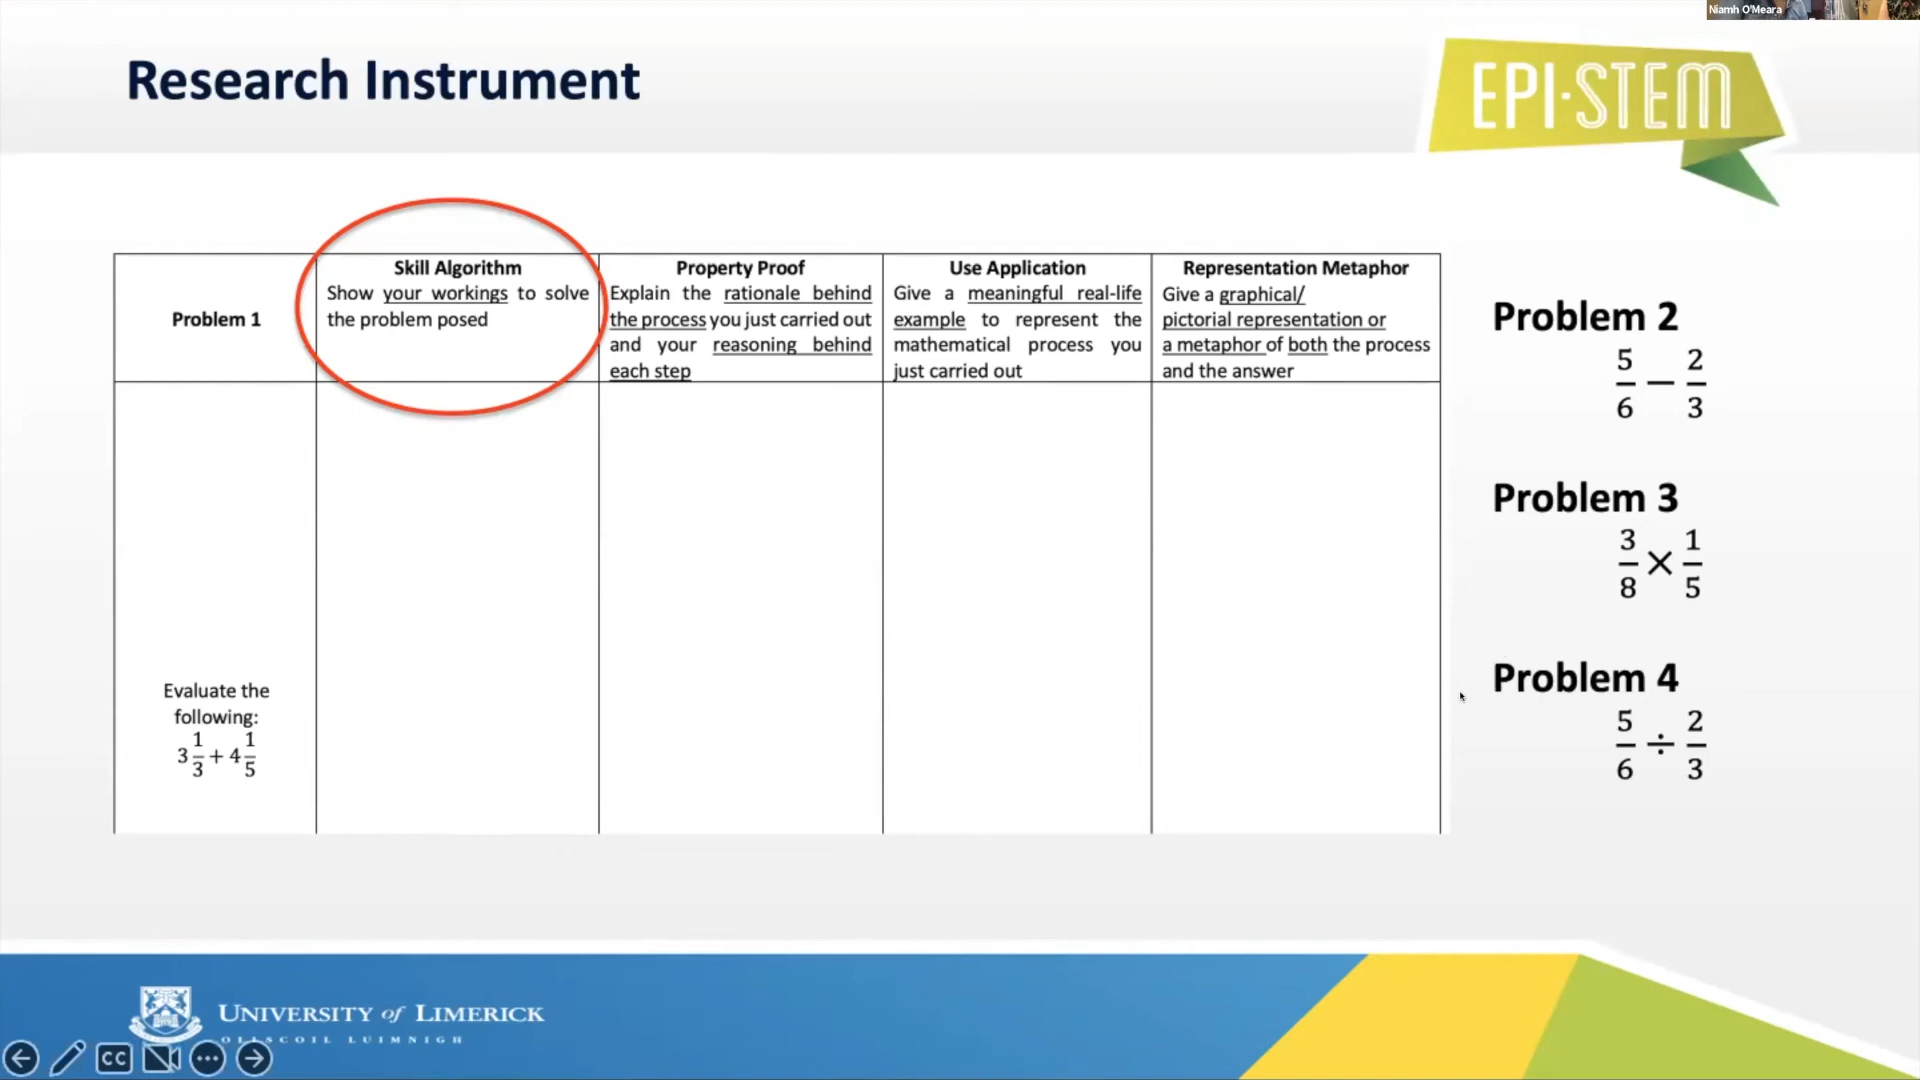 Niamh O'Meara
Research Instrument
EPI·STEM
Problem 1
Skill Algorithm
Show your workings to solve
the problem posed
Property Proof
Explain the rationale behind
the process you just carried out
and your reasoning behind
each step
Use Application
Give a meaningful real-life
example to represent the
mathematical process you
just carried out
Representation Metaphor
Give a graphical/
pictorial representation or
a metaphor of both the process
and the answer
Evaluate the
following:
3 1/3 + 4 1/5
Problem 2
5/6 − 2/3
Problem 3
3/8 × 1/5
Problem 4
5/6 ÷ 2/3
UNIVERSITY of LIMERICK
OLLSCOIL LUIMNIGH
CC